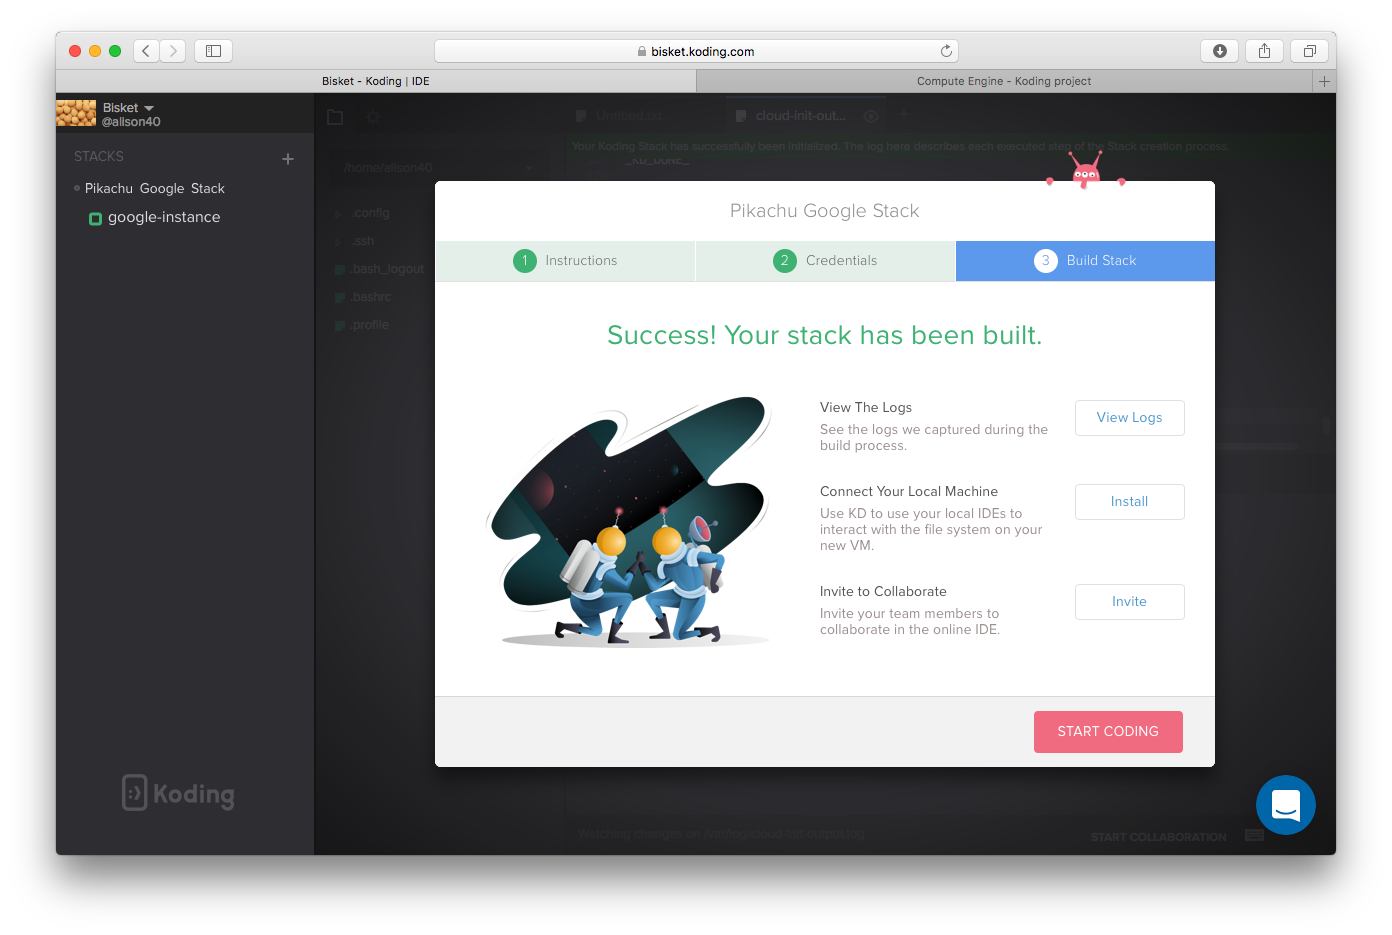 bisket.koding.com
Bisket - Koding | IDE
Compute Engine - Koding project
Bisket
@alison40
STACKS
Pikachu Google Stack
google-instance
Koding
Untitled.txt
cloud-init-out...
Your Koding Stack has successfully been initialized. The log here describes each executed step of the Stack creation process.
_KD_DONE_
/home/alison40
.config
.ssh
.bash_logout
.bashrc
.profile
Pikachu Google Stack
1 Instructions
2 Credentials
3 Build Stack
Success! Your stack has been built.
View The Logs
See the logs we captured during the
build process.
View Logs
Connect Your Local Machine
Use KD to use your local IDEs to
interact with the file system on your
new VM.
Install
Invite to Collaborate
Invite your team members to
collaborate in the online IDE.
Invite
START CODING
Watching changes on /var/log/cloud-init-output.log
START COLLABORATION